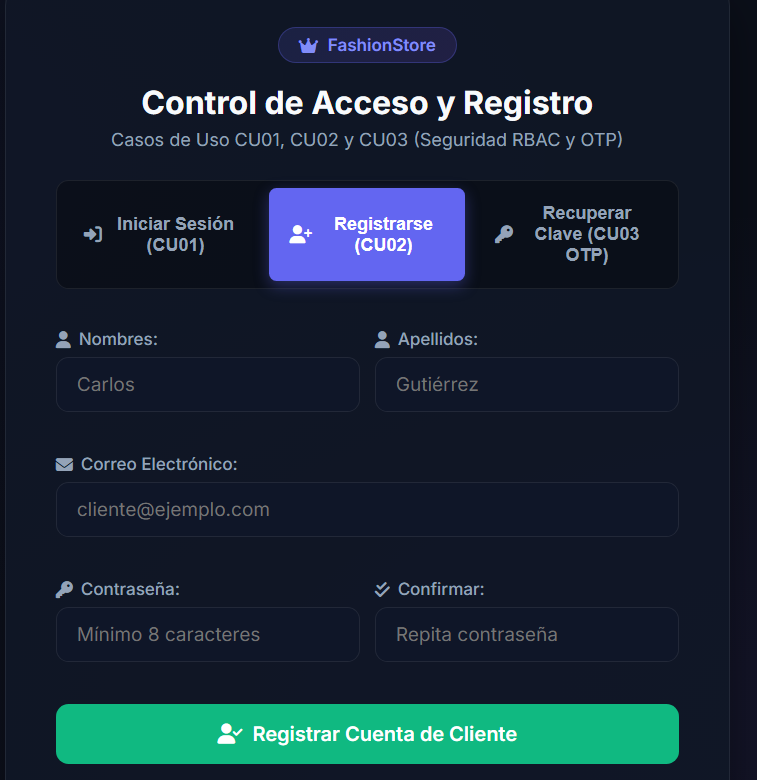 FashionStore
Control de Acceso y Registro
Casos de Uso CU01, CU02 y CU03 (Seguridad RBAC y OTP)
Iniciar Sesión
(CU01)
Registrarse
(CU02)
Recuperar
Clave (CU03
OTP)
Nombres:
Apellidos:
Carlos
Gutiérrez
Correo Electrónico:
cliente@ejemplo.com
Contraseña:
Confirmar:
Mínimo 8 caracteres
Repita contraseña
Registrar Cuenta de Cliente